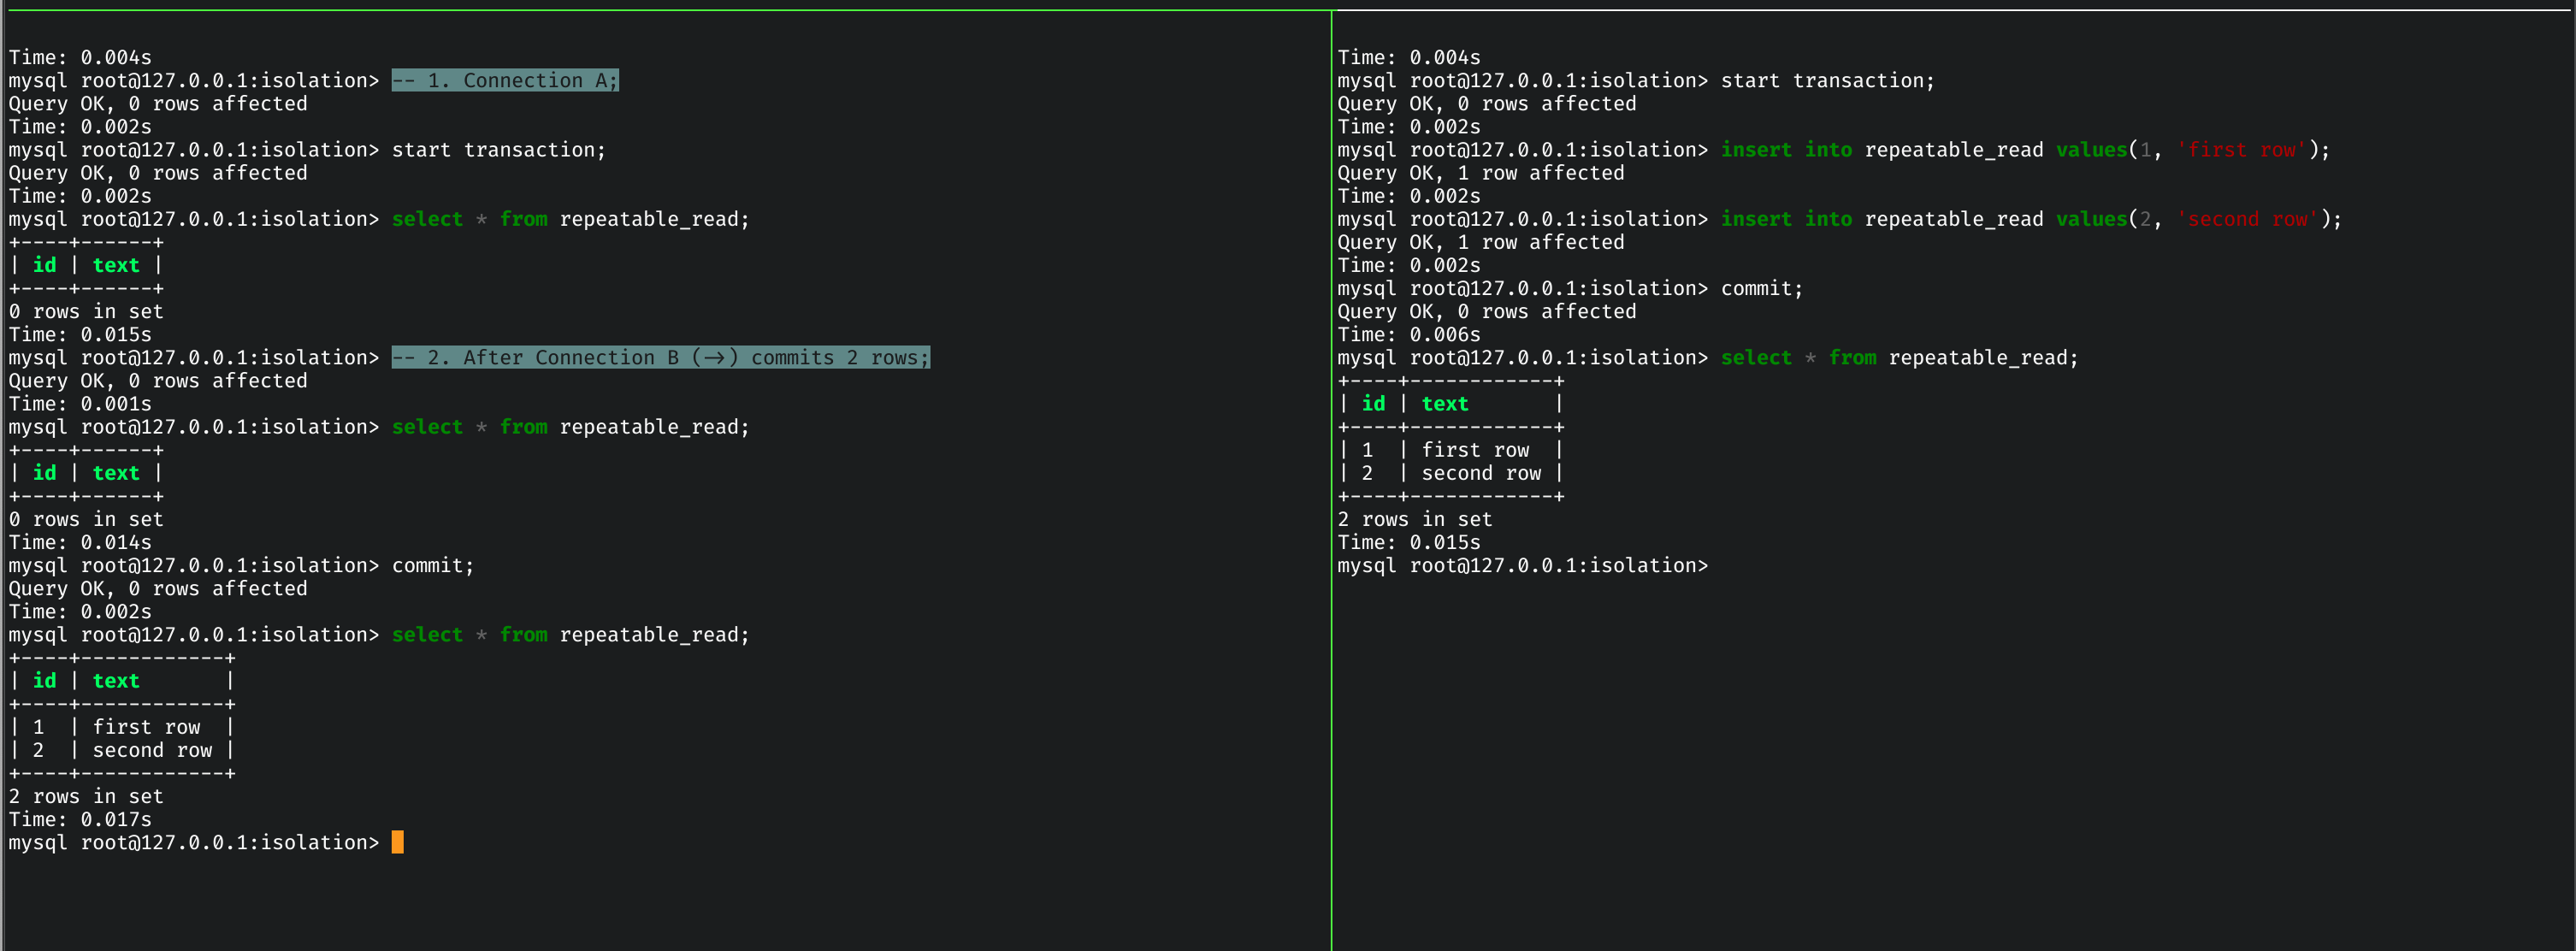 Time: 0.004s
mysql root@127.0.0.1:isolation> -- 1. Connection A;
Query OK, 0 rows affected
Time: 0.002s
mysql root@127.0.0.1:isolation> start transaction;
Query OK, 0 rows affected
Time: 0.002s
mysql root@127.0.0.1:isolation> select * from repeatable_read;
+----+------+
| id | text |
+----+------+
0 rows in set
Time: 0.015s
mysql root@127.0.0.1:isolation> -- 2. After Connection B (->) commits 2 rows;
Query OK, 0 rows affected
Time: 0.001s
mysql root@127.0.0.1:isolation> select * from repeatable_read;
+----+------+
| id | text |
+----+------+
0 rows in set
Time: 0.014s
mysql root@127.0.0.1:isolation> commit;
Query OK, 0 rows affected
Time: 0.002s
mysql root@127.0.0.1:isolation> select * from repeatable_read;
+----+------------+
| id | text       |
+----+------------+
| 1  | first row  |
| 2  | second row |
+----+------------+
2 rows in set
Time: 0.017s
mysql root@127.0.0.1:isolation>
Time: 0.004s
mysql root@127.0.0.1:isolation> start transaction;
Query OK, 0 rows affected
Time: 0.002s
mysql root@127.0.0.1:isolation> insert into repeatable_read values(1, 'first row');
Query OK, 1 row affected
Time: 0.002s
mysql root@127.0.0.1:isolation> insert into repeatable_read values(2, 'second row');
Query OK, 1 row affected
Time: 0.002s
mysql root@127.0.0.1:isolation> commit;
Query OK, 0 rows affected
Time: 0.006s
mysql root@127.0.0.1:isolation> select * from repeatable_read;
+----+------------+
| id | text       |
+----+------------+
| 1  | first row  |
| 2  | second row |
+----+------------+
2 rows in set
Time: 0.015s
mysql root@127.0.0.1:isolation>